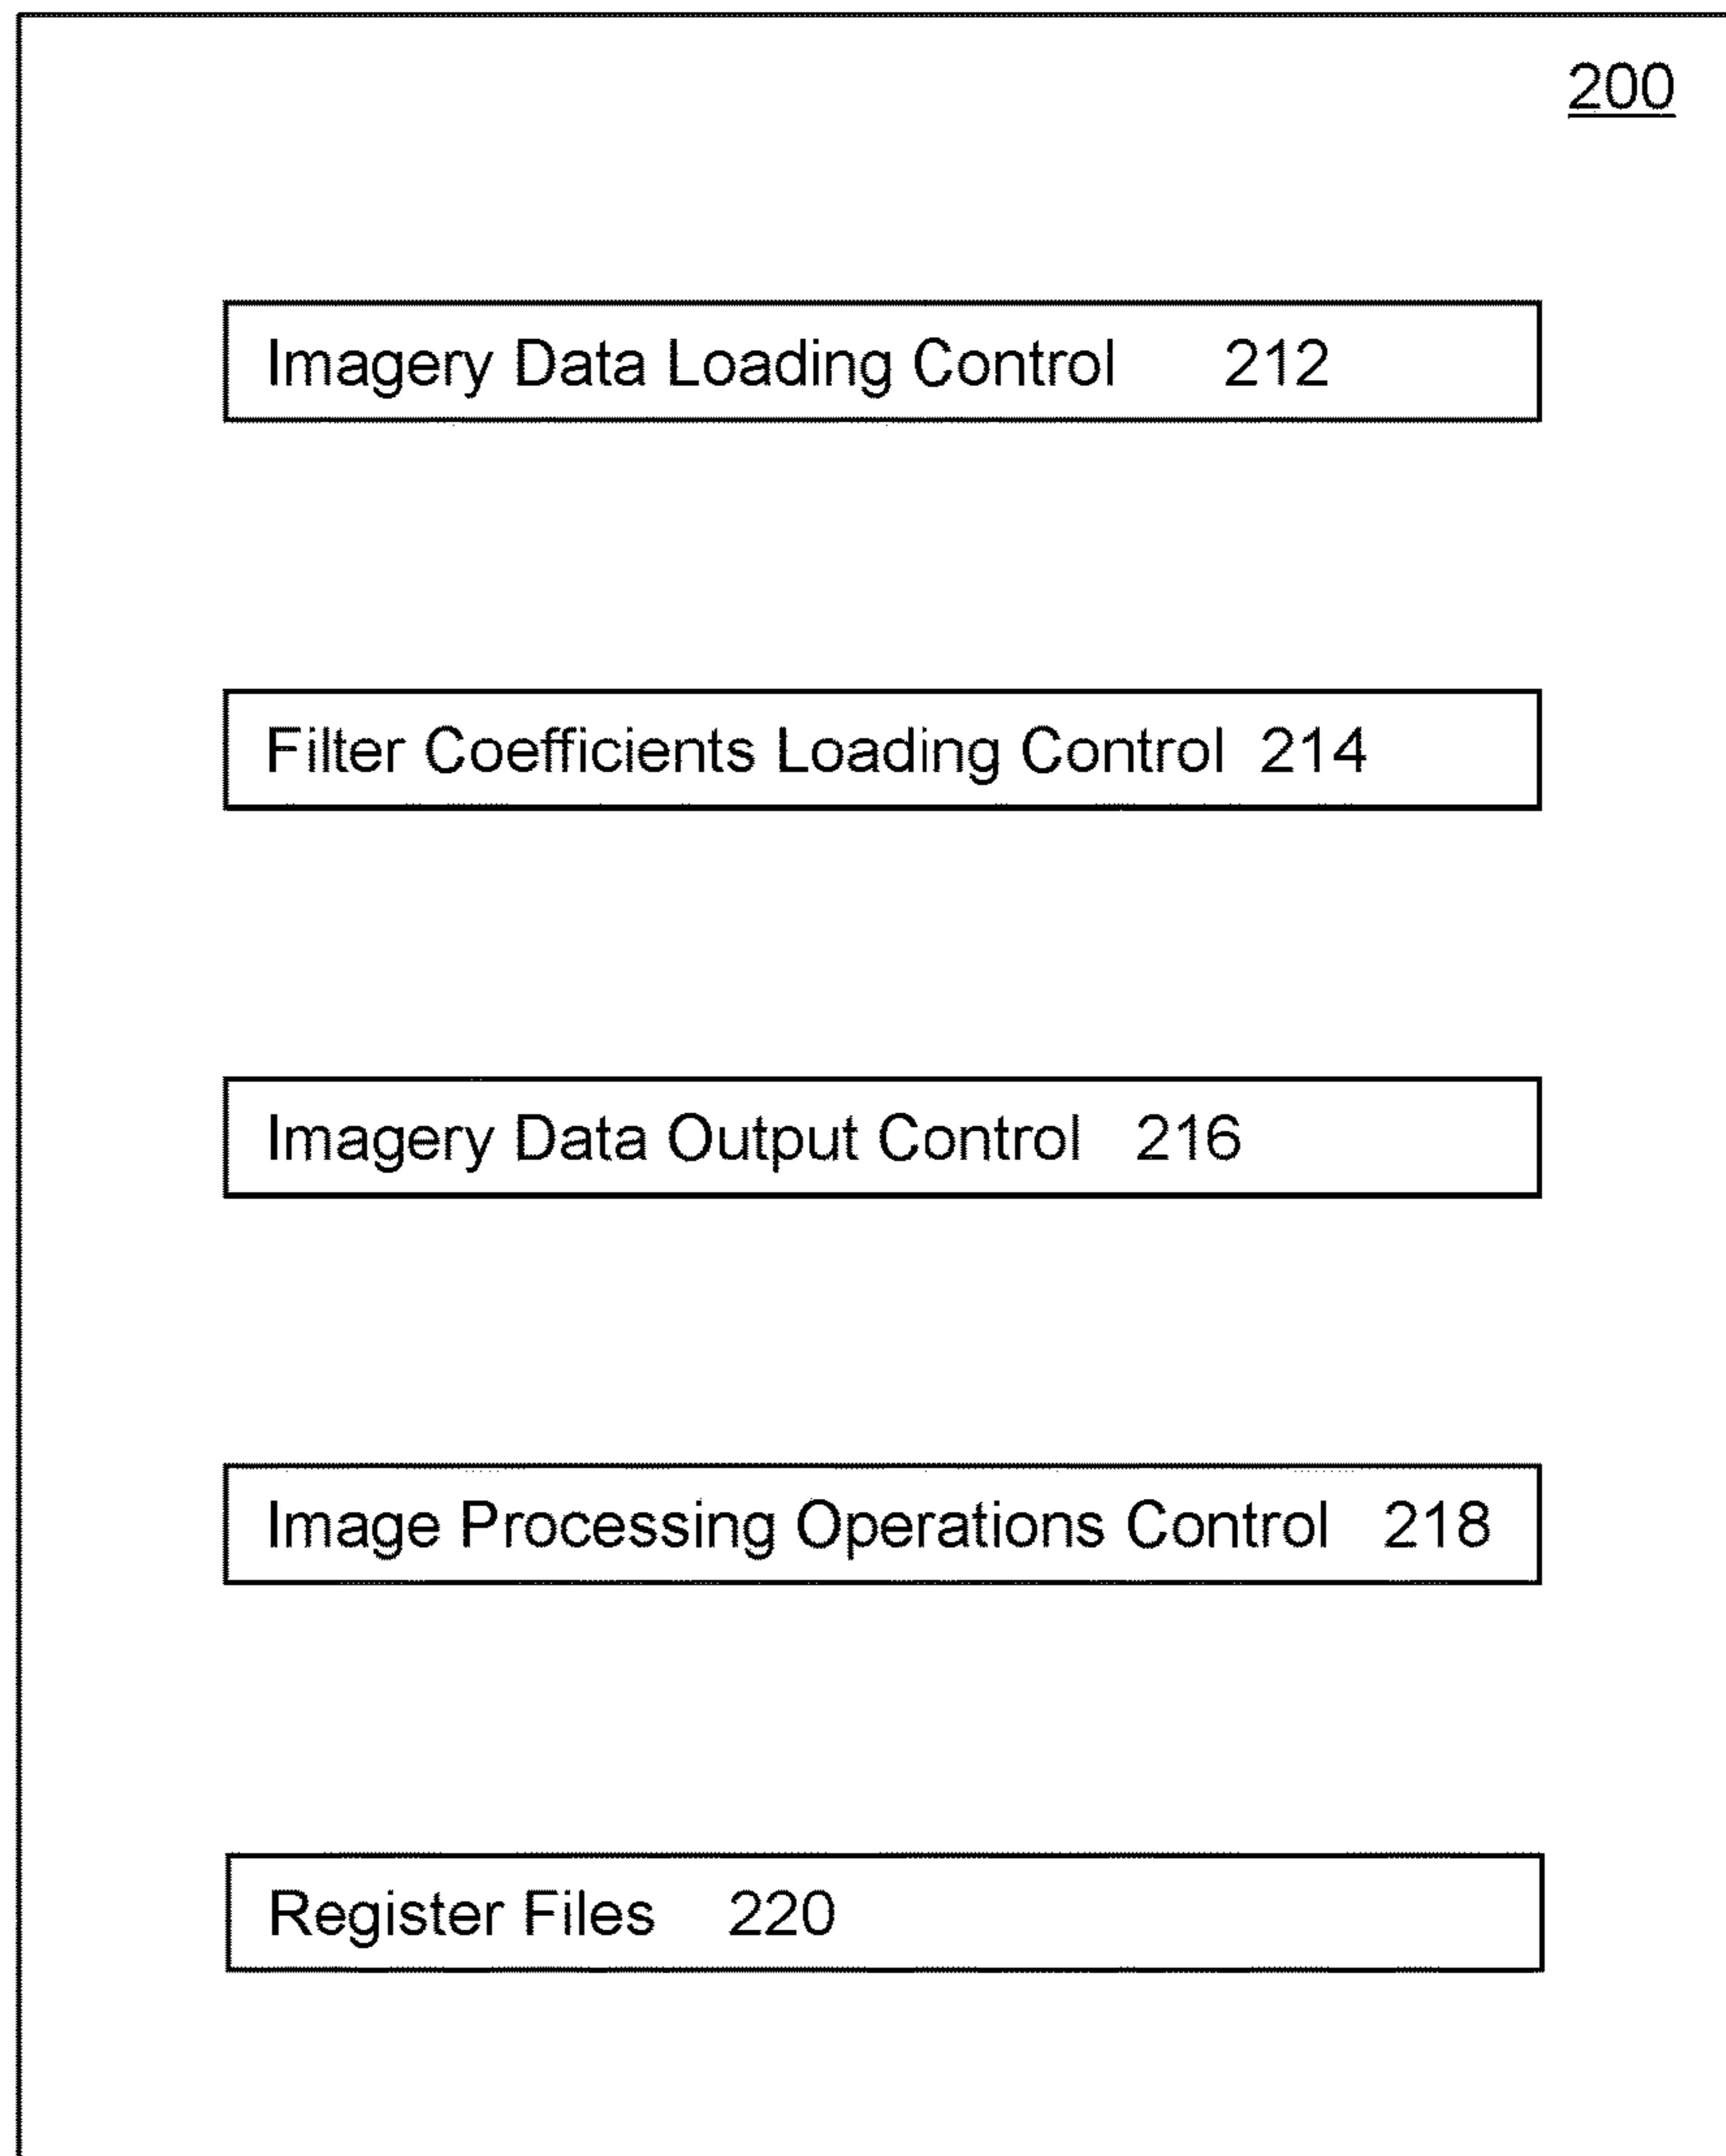 200
Imagery Data Loading Control 212
Filter Coefficients Loading Control 214
Imagery Data Output Control 216
Image Processing Operations Control 218
Register Files 220